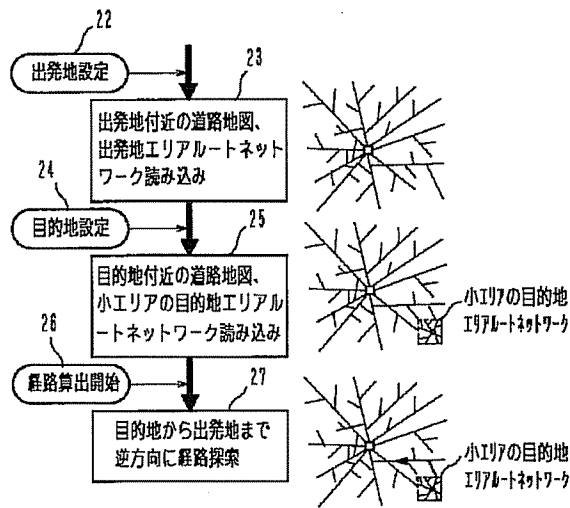 22
出発地設定
23
出発地付近の道路地図、
出発地エリアルートネット
ワーク読み込み
24
目的地設定
25
目的地付近の道路地図、
小エリアの目的地エリアル
ートネットワーク読み込み
小エリアの目的地
エリアルートネットワーク
26
経路算出開始
27
目的地から出発地まで
逆方向に経路探索
小エリアの目的地
エリアルートネットワーク